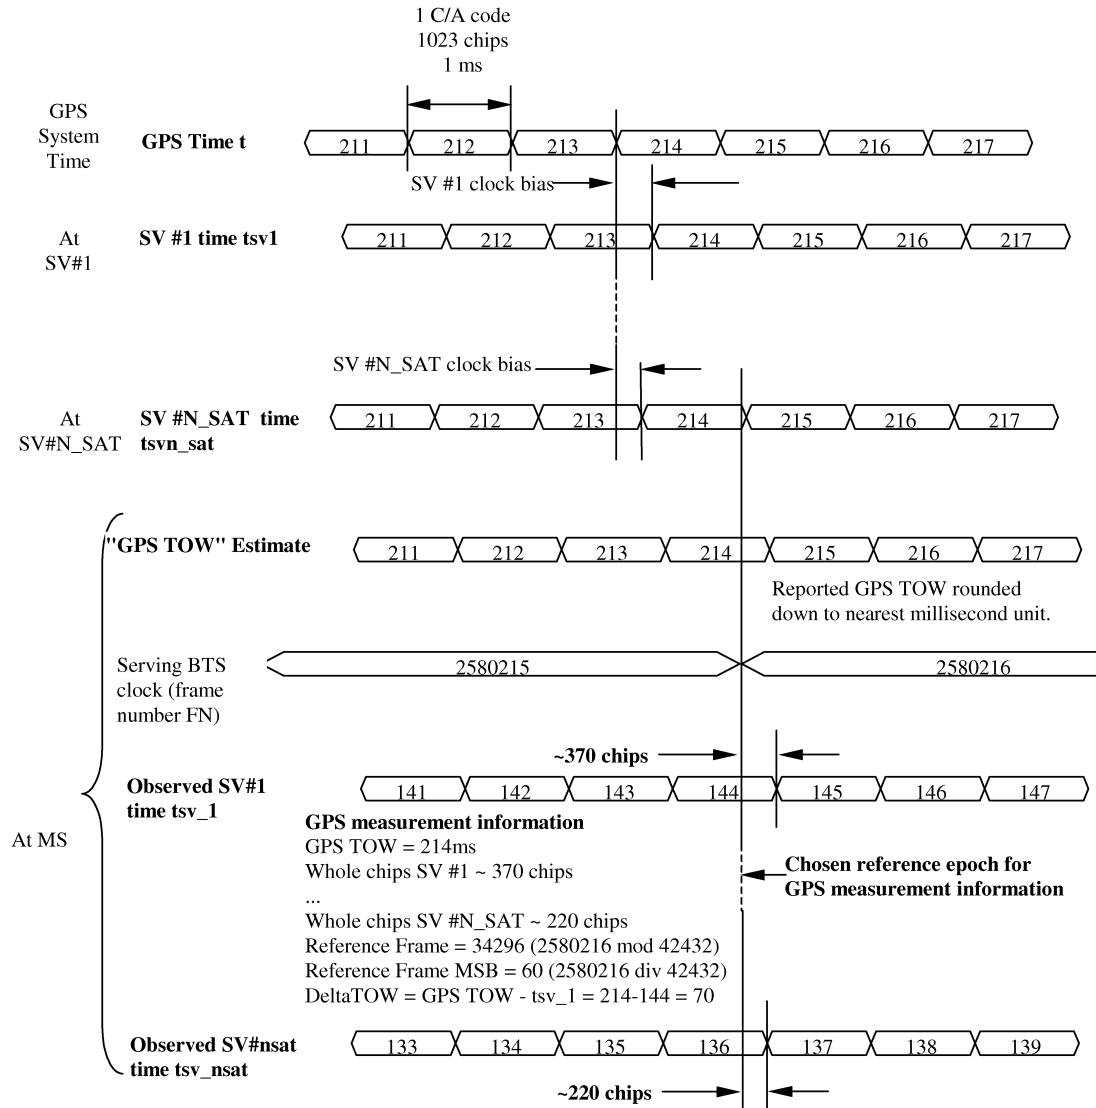 1 C/A code
1023 chips
1 ms
GPS
System
Time
GPS Time t
211 212 213 214 215 216 217
SV #1 clock bias
At
SV#1
SV #1 time tsv1
211 212 213 214 215 216 217
SV #N_SAT clock bias
At
SV#N_SAT
SV #N_SAT time
tsvn_sat
211 212 213 214 215 216 217
"GPS TOW" Estimate
211 212 213 214 215 216 217
Reported GPS TOW rounded
down to nearest millisecond unit.
Serving BTS
clock (frame
number FN)
2580215 2580216
~370 chips
At MS
Observed SV#1
time tsv_1
141 142 143 144 145 146 147
GPS measurement information
GPS TOW = 214ms
Whole chips SV #1 ~ 370 chips
...
Whole chips SV #N_SAT ~ 220 chips
Reference Frame = 34296 (2580216 mod 42432)
Reference Frame MSB = 60 (2580216 div 42432)
DeltaTOW = GPS TOW - tsv_1 = 214-144 = 70
Chosen reference epoch for
GPS measurement information
Observed SV#nsat
time tsv_nsat
133 134 135 136 137 138 139
~220 chips